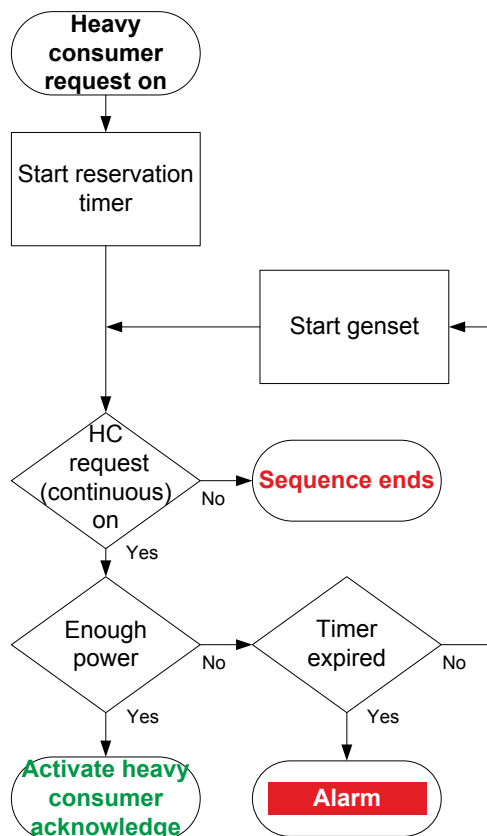 Heavy
consumer
request on
Start reservation
timer
Start genset
HC
request
(continuous)
on
No
Sequence ends
Yes
Enough
power
No
Timer
expired
No
Yes
Yes
Activate heavy
consumer
acknowledge
Alarm